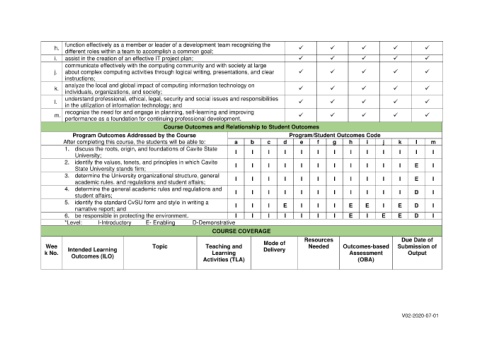 h. function effectively as a member or leader of a development team recognizing the different roles within a team to accomplish a common goal; ✓ ✓ ✓ ✓ ✓
i. assist in the creation of an effective IT project plan; ✓ ✓ ✓ ✓ ✓
j. communicate effectively with the computing community and with society at large about complex computing activities through logical writing, presentations, and clear instructions; ✓ ✓ ✓ ✓ ✓
k. analyze the local and global impact of computing information technology on individuals, organizations, and society; ✓ ✓ ✓ ✓ ✓
l. understand professional, ethical, legal, security and social issues and responsibilities in the utilization of information technology; and ✓ ✓ ✓ ✓ ✓
m. recognize the need for and engage in planning, self-learning and improving performance as a foundation for continuing professional development. ✓ ✓ ✓ ✓ ✓
Course Outcomes and Relationship to Student Outcomes
Program Outcomes Addressed by the Course Program/Student Outcomes Code
After completing this course, the students will be able to: a b c d e f g h i j k l m
1. discuss the roots, origin, and foundations of Cavite State University; I I I I I I I I I I I I I
2. identify the values, tenets, and principles in which Cavite State University stands firm; I I I I I I I I I I I E I
3. determine the University organizational structure, general academic rules, and regulations and student affairs; I I I I I I I I I I I E I
4. determine the general academic rules and regulations and student affairs; I I I I I I I I I I I D I
5. identify the standard CvSU form and style in writing a narrative report; and I I I E I I I E E I E D I
6. be responsible in protecting the environment. I I I I I I I E I E E D I
*Level: I-Introductory E- Enabling D-Demonstrative
COURSE COVERAGE
Wee k No. Intended Learning Outcomes (ILO) Topic Teaching and Learning Activities (TLA) Mode of Delivery Resources Needed Outcomes-based Assessment (OBA) Due Date of Submission of Output
V02-2020-57-01